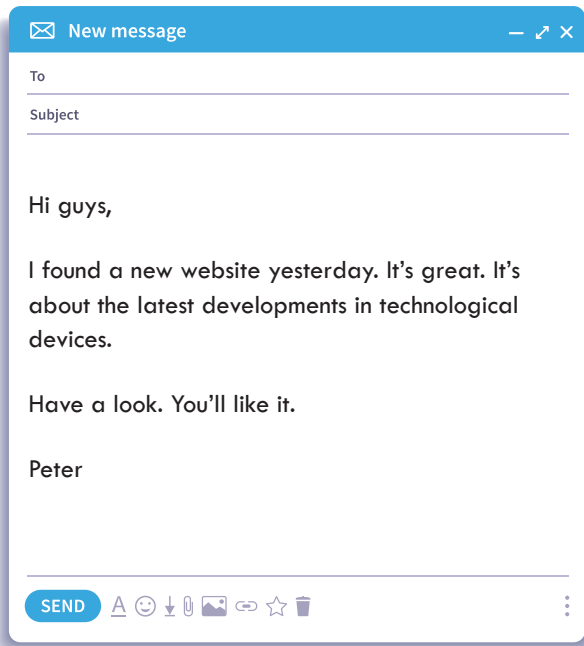 New message
To
Subject
Hi guys,
I found a new website yesterday. It’s great. It’s
about the latest developments in technological
devices.
Have a look. You’ll like it.
Peter
SEND A